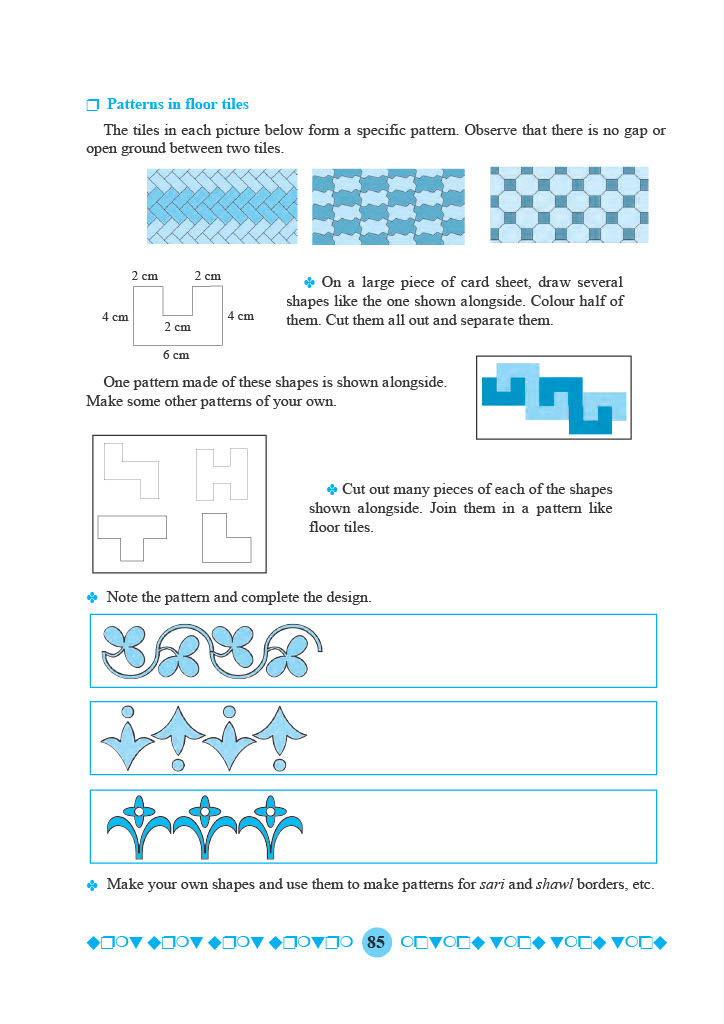 ❒ Patterns in floor tiles
The tiles in each picture below form a specific pattern. Observe that there is no gap or
open ground between two tiles.
2 cm 2 cm
4 cm 2 cm 4 cm
6 cm
✤ On a large piece of card sheet, draw several
shapes like the one shown alongside. Colour half of
them. Cut them all out and separate them.
One pattern made of these shapes is shown alongside.
Make some other patterns of your own.
✤ Cut out many pieces of each of the shapes
shown alongside. Join them in a pattern like
floor tiles.
✤ Note the pattern and complete the design.
✤ Make your own shapes and use them to make patterns for sari and shawl borders, etc.
85